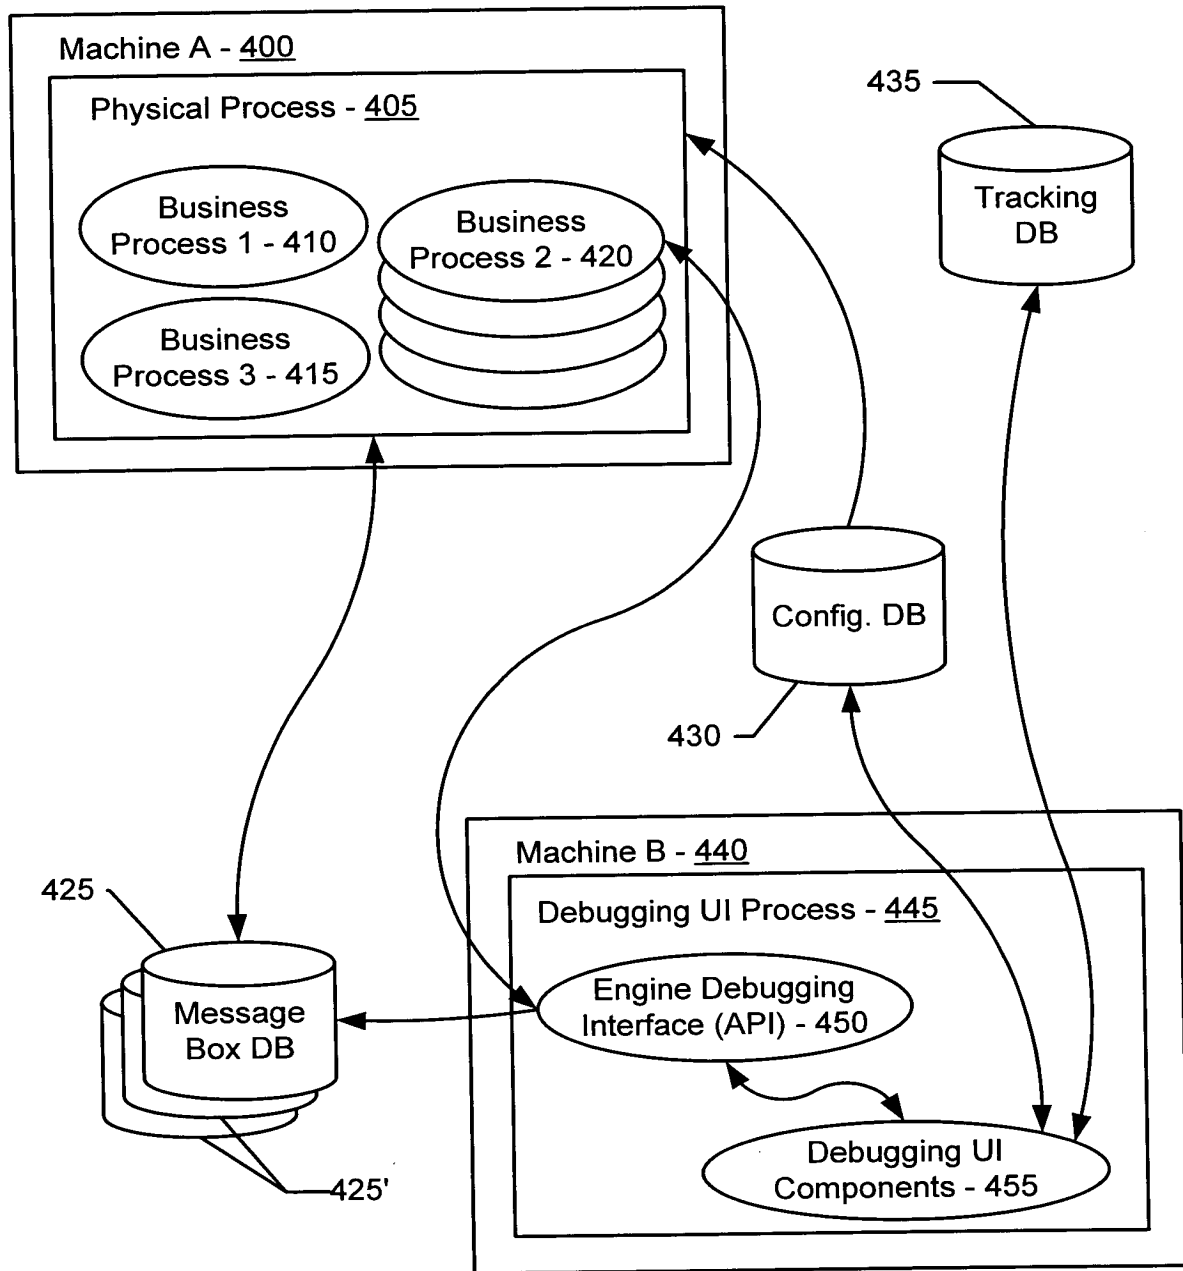 Machine A - 400
Physical Process - 405
Business
Process 1 - 410
Business
Process 2 - 420
Business
Process 3 - 415
435
Tracking
DB
Config. DB
430
425
Message
Box DB
425'
Machine B - 440
Debugging UI Process - 445
Engine Debugging
Interface (API) - 450
Debugging UI
Components - 455